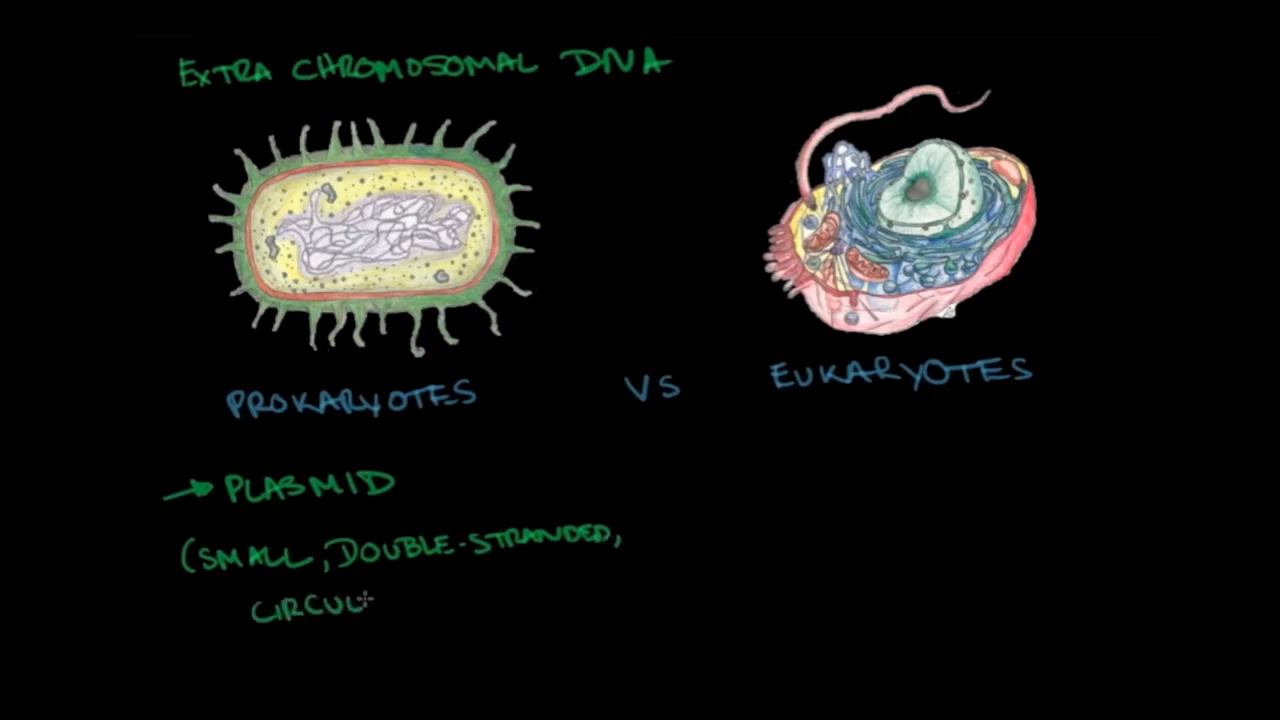 EXTRA CHROMOSOMAL DNA
PROKARYOTES VS EUKARYOTES
→ PLASMID
(SMALL, DOUBLE-STRANDED,
CIRCUL